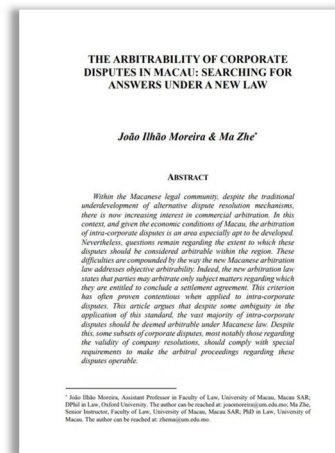 THE ARBITRABILITY OF CORPORATE
DISPUTES IN MACAU: SEARCHING FOR
ANSWERS UNDER A NEW LAW
João Ilhão Moreira & Ma Zhe*
ABSTRACT
Within the Macanese legal community, despite the traditional
underdevelopment of alternative dispute resolution mechanisms,
there is now increasing interest in commercial arbitration. In this
context, and given the economic conditions of Macau, the arbitration
of intra-corporate disputes is an area especially apt to be developed.
Nevertheless, questions remain regarding the extent to which these
disputes should be considered arbitrable within the region. These
difficulties are compounded by the way the new Macanese arbitration
law addresses objective arbitrability. Indeed, the new arbitration law
states that parties may arbitrate only subject matters regarding which
they are entitled to conclude a settlement agreement. This criterion
has often proven contentious when applied to intra-corporate
disputes. This article argues that despite some ambiguity in the
application of this standard, the vast majority of intra-corporate
disputes should be deemed arbitrable under Macanese law. Despite
this, some subsets of corporate disputes, most notably those regarding
the validity of company resolutions, should comply with special
requirements to make the arbitral proceedings regarding these
disputes operable.
* João Ilhão Moreira, Assistant Professor in Faculty of Law, University of Macau, Macau SAR;
DPhil in Law, Oxford University. The author can be reached at: joaomoreira@um.edu.mo; Ma Zhe,
Senior Instructor, Faculty of Law, University of Macau, Macau SAR; PhD in Law, University of
Macau. The author can be reached at: zhema@um.edu.mo.